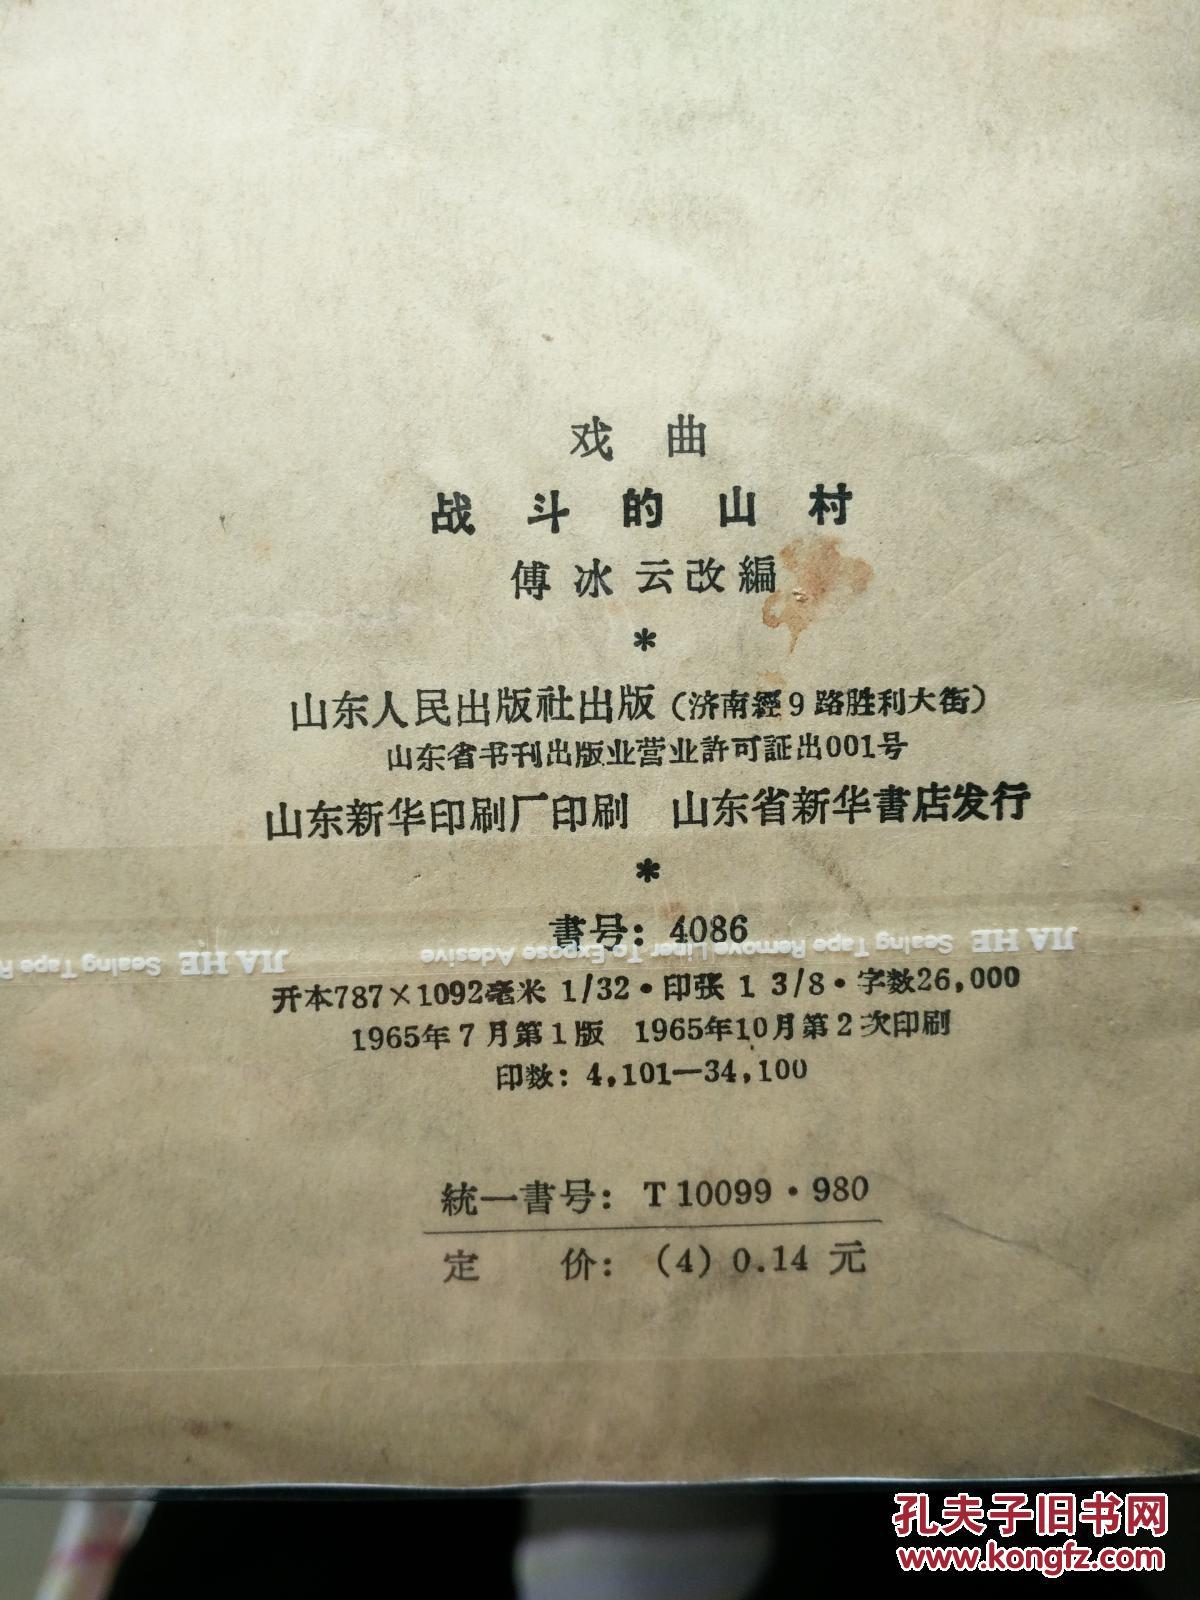 戏 曲
战 斗 的 山 村
傅 冰 云改編
*
山东人民出版社出版（济南經9路胜利大街）
山东省书刊出版业营业許可証出001号
山东新华印刷厂印刷 山东省新华書店发行
*
書号：4086
JIA HE Sealng Tape Remove Liner To Expose Adesive
JIA HE Sealng Tape R
开本787×1092毫米 1/32·印张 1 3/8·字数26,000
1965年7月第1版 1965年10月第2次印刷
印数：4,101—34,100
統一書号：T10099·980
定 价：(4) 0.14 元
孔夫子旧书网
www.kongfz.com